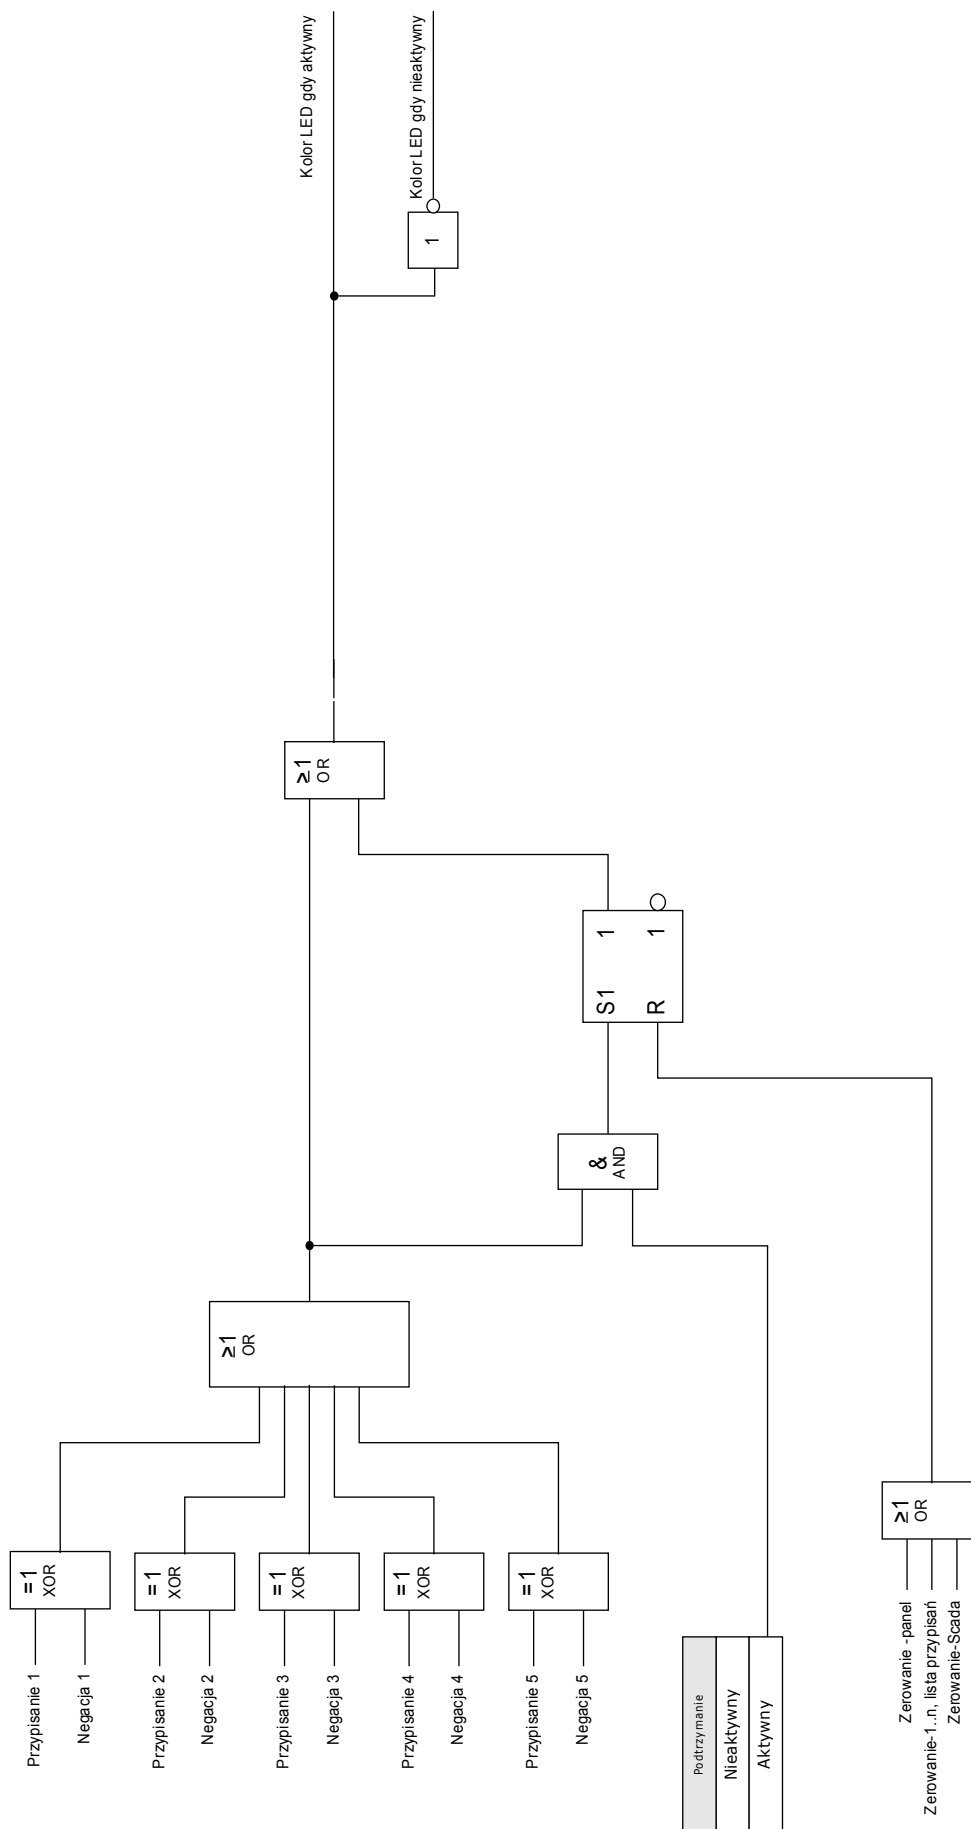 Przypisanie 1
Negacja 1
=1
XOR
Przypisanie 2
Negacja 2
=1
XOR
Przypisanie 3
Negacja 3
=1
XOR
Przypisanie 4
Negacja 4
=1
XOR
Przypisanie 5
Negacja 5
=1
XOR
≥1
OR
Podtrzymanie
Nieaktywny
Aktywny
&
AND
S1 1
R 1
≥1
OR
Zerowanie -panel
Zerowanie-1..n, lista przypisań
Zerowanie-Scada
≥1
OR
Kolor LED gdy aktywny
1
Kolor LED gdy nieaktywny